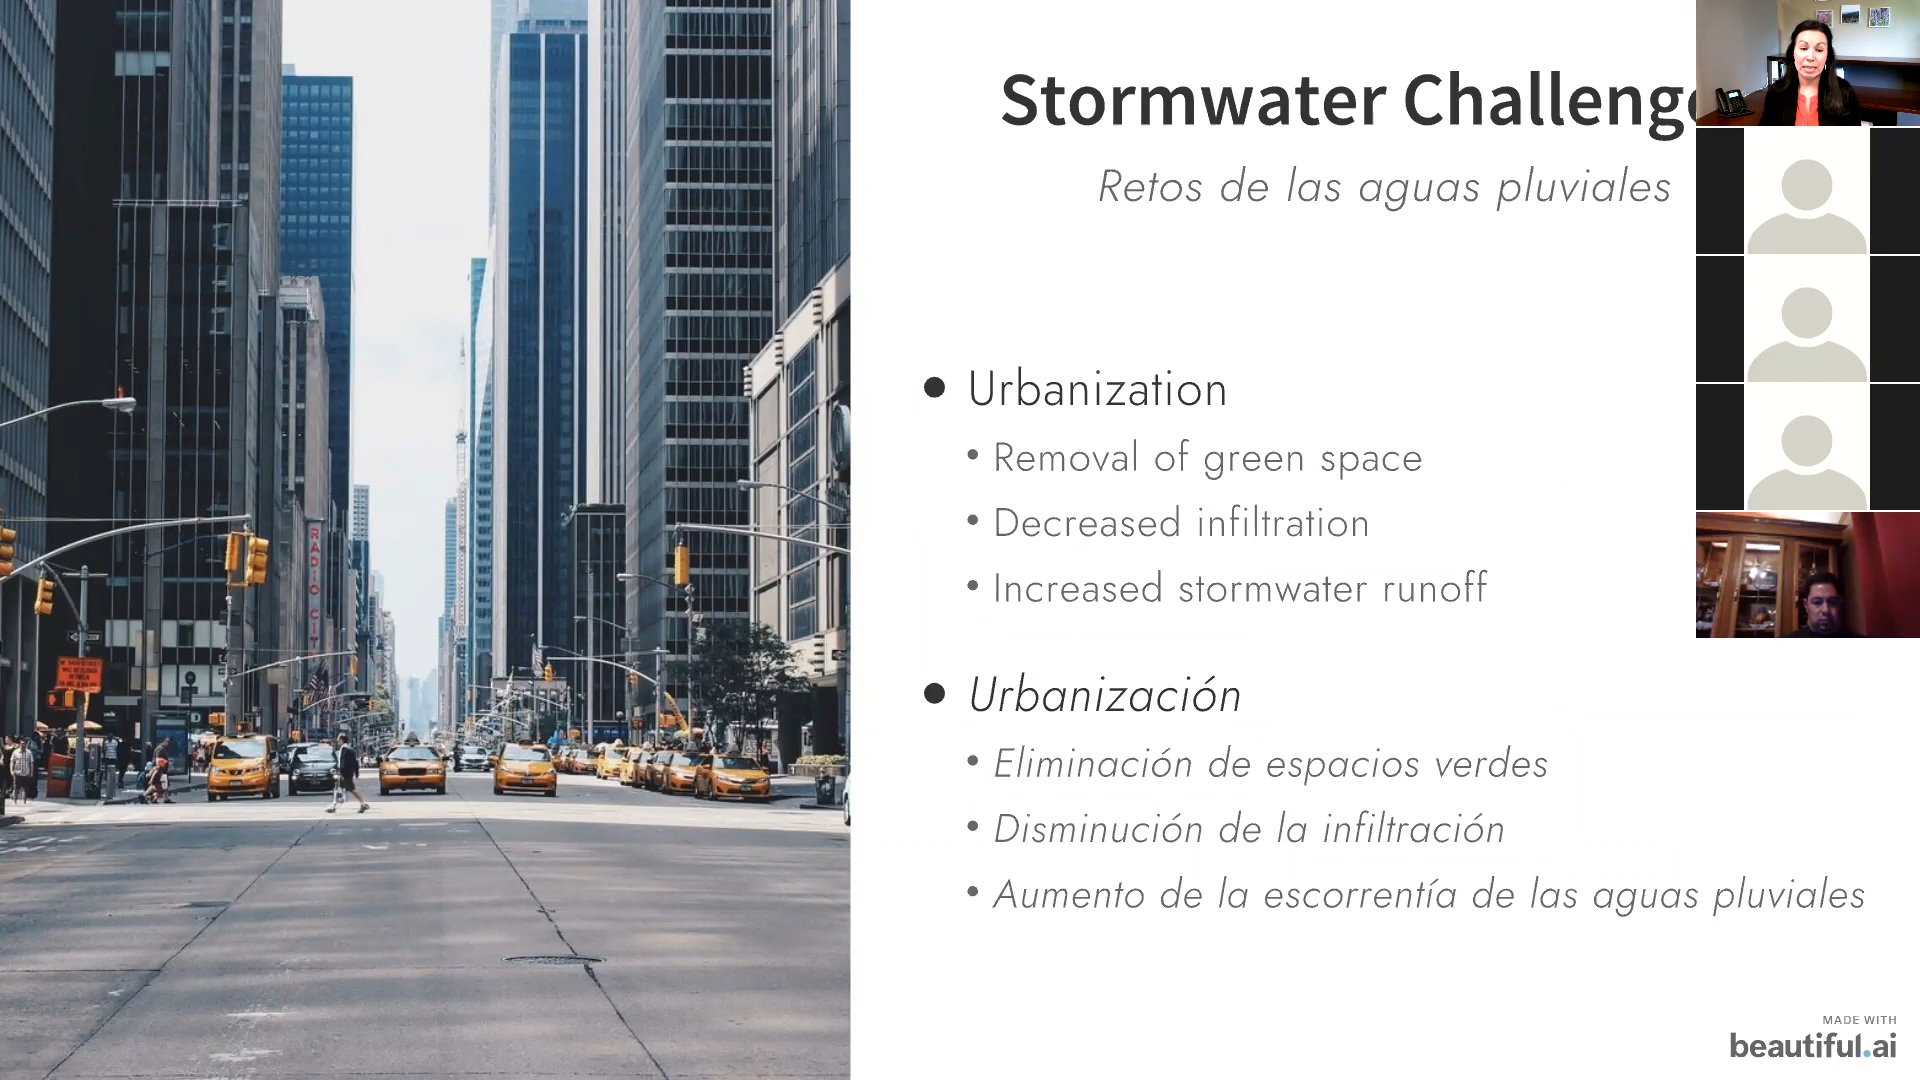 Stormwater Challenge
Retos de las aguas pluviales
Urbanization
Removal of green space
Decreased infiltration
Increased stormwater runoff
Urbanización
Eliminación de espacios verdes
Disminución de la infiltración
Aumento de la escorrentía de las aguas pluviales
RADIO CITY
MADE WITH
beautiful.ai